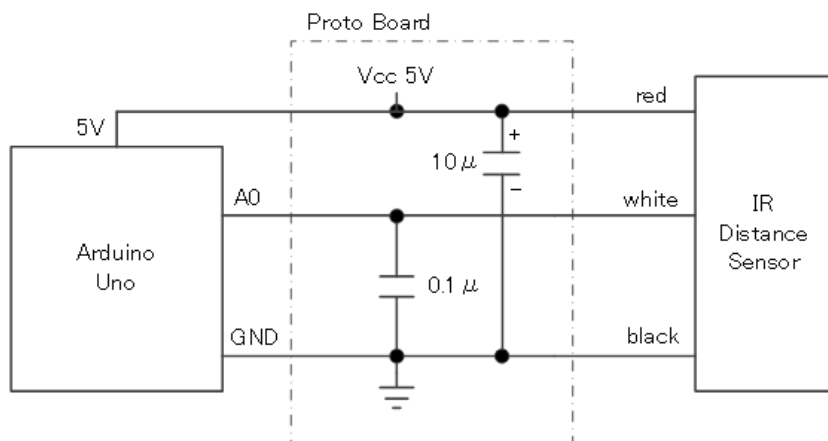 Proto Board
Vcc 5V
red
5V
+
10μ
−
A0
white
IR
Distance
Sensor
Arduino
Uno
0.1μ
GND
black